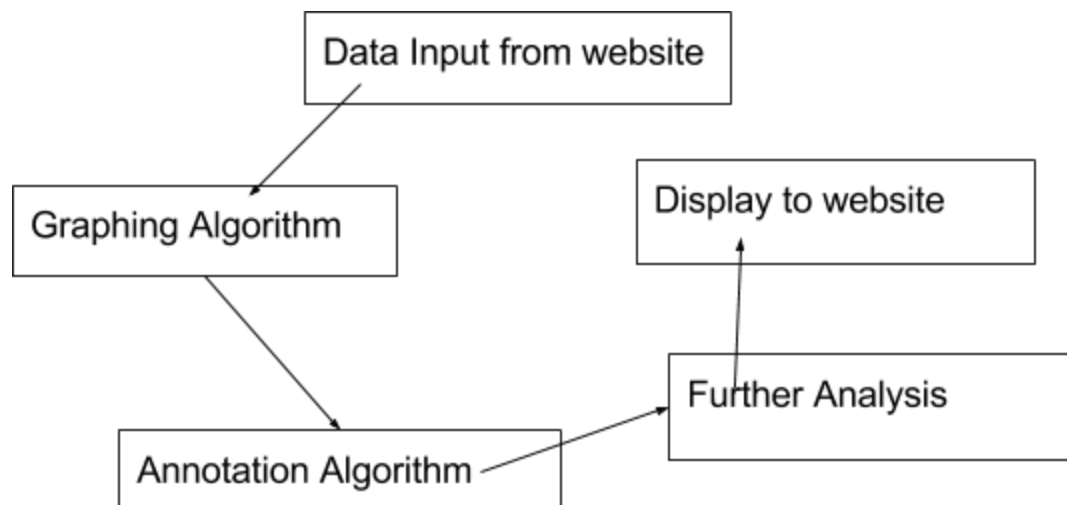 Data Input from website
Graphing Algorithm
Annotation Algorithm
Further Analysis
Display to website